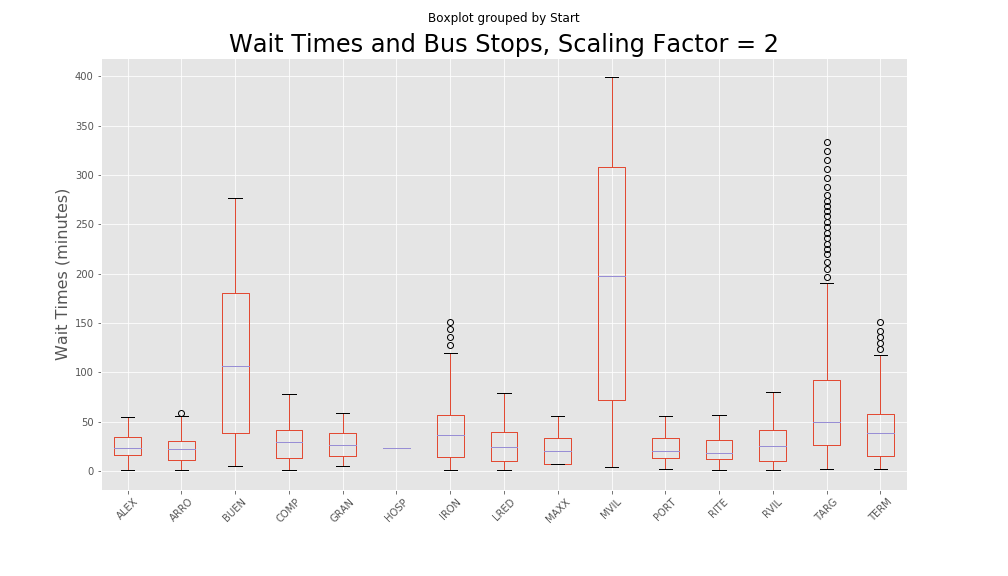 Boxplot grouped by Start
Wait Times and Bus Stops, Scaling Factor = 2
Wait Times (minutes)
400
350
300
250
200
150
100
50
0
ALEX ARRO BUEN COMP GRAN HOSP IRON LRED MAXX MVIL PORT RITE RVIL TARG TERM